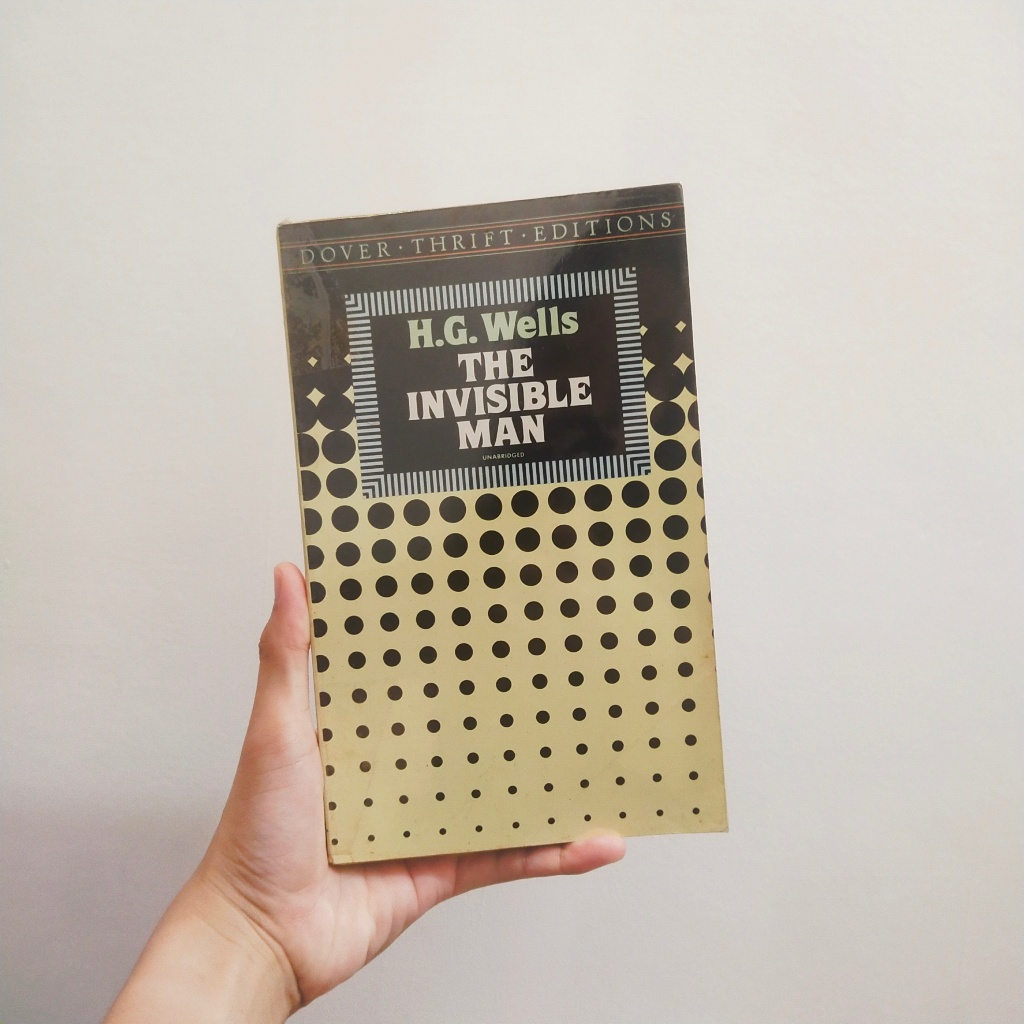 DOVER · THRIFT · EDITIONS
H.G. Wells
THE
INVISIBLE
MAN
UNABRIDGED